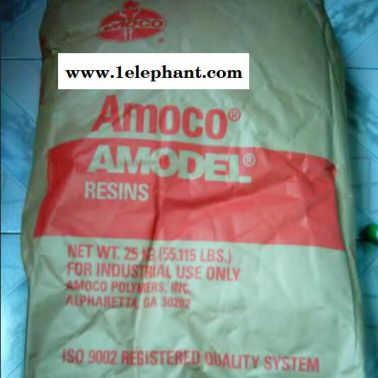 AMOCO
www.1elephant.com
Amoco®
AMODEL®
RESINS
NET WT. 25 KG (55.115 LBS.)
FOR INDUSTRIAL USE ONLY
AMOCO POLYMERS, INC.
ALPHARETTA, GA 30202
ISO 9002 REGISTERED QUALITY SYSTEM